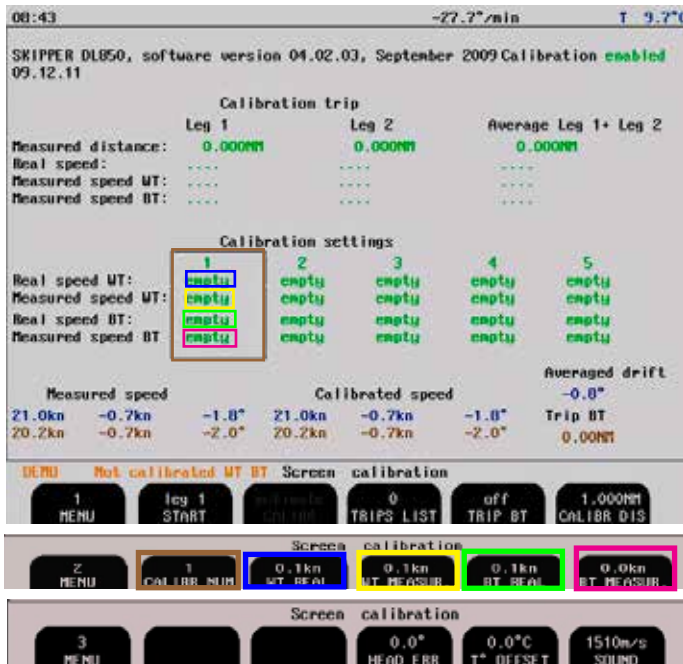 08:43 -27.7°/min T 9.7°
SKIPPER DL850, software version 04.02.03, September 2009 Calibration enabled
09.12.11
Calibration trip
Leg 1 Leg 2 Average Leg 1+ Leg 2
Measured distance: 0.000NM 0.000NM 0.000NM
Real speed: .... .... ....
Measured speed WT: .... .... ....
Measured speed BT: .... .... ....
Calibration settings
1 2 3 4 5
Real speed WT: empty empty empty empty empty
Measured speed WT: empty empty empty empty empty
Real speed BT: empty empty empty empty empty
Measured speed BT empty empty empty empty empty
Averaged drift
Measured speed Calibrated speed -0.8°
21.0kn -0.7kn -1.8° 21.0kn -0.7kn -1.8° Trip BT
20.2kn -0.7kn -2.0° 20.2kn -0.7kn -2.0° 0.00NM
DEMO Not calibrated WT BT Screen calibration
1 leg 1 0 off 1.000NM
MENU START TRIPS LIST TRIP BT CALIBR DIS
Screen calibration
2 1 0.1kn 0.1kn 0.1kn 0.0kn
MENU CALIBR NUM WT REAL WT MEASUR. BT REAL BT MEASUR.
Screen calibration
3 0.0° 0.0°C 1510m/s
MENU HEAD ERR T° OFFSET SOUND